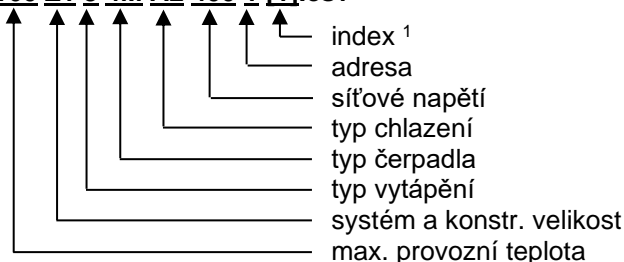 index ¹
adresa
síťové napětí
typ chlazení
typ čerpadla
typ vytápění
systém a konstr. velikost
max. provozní teplota